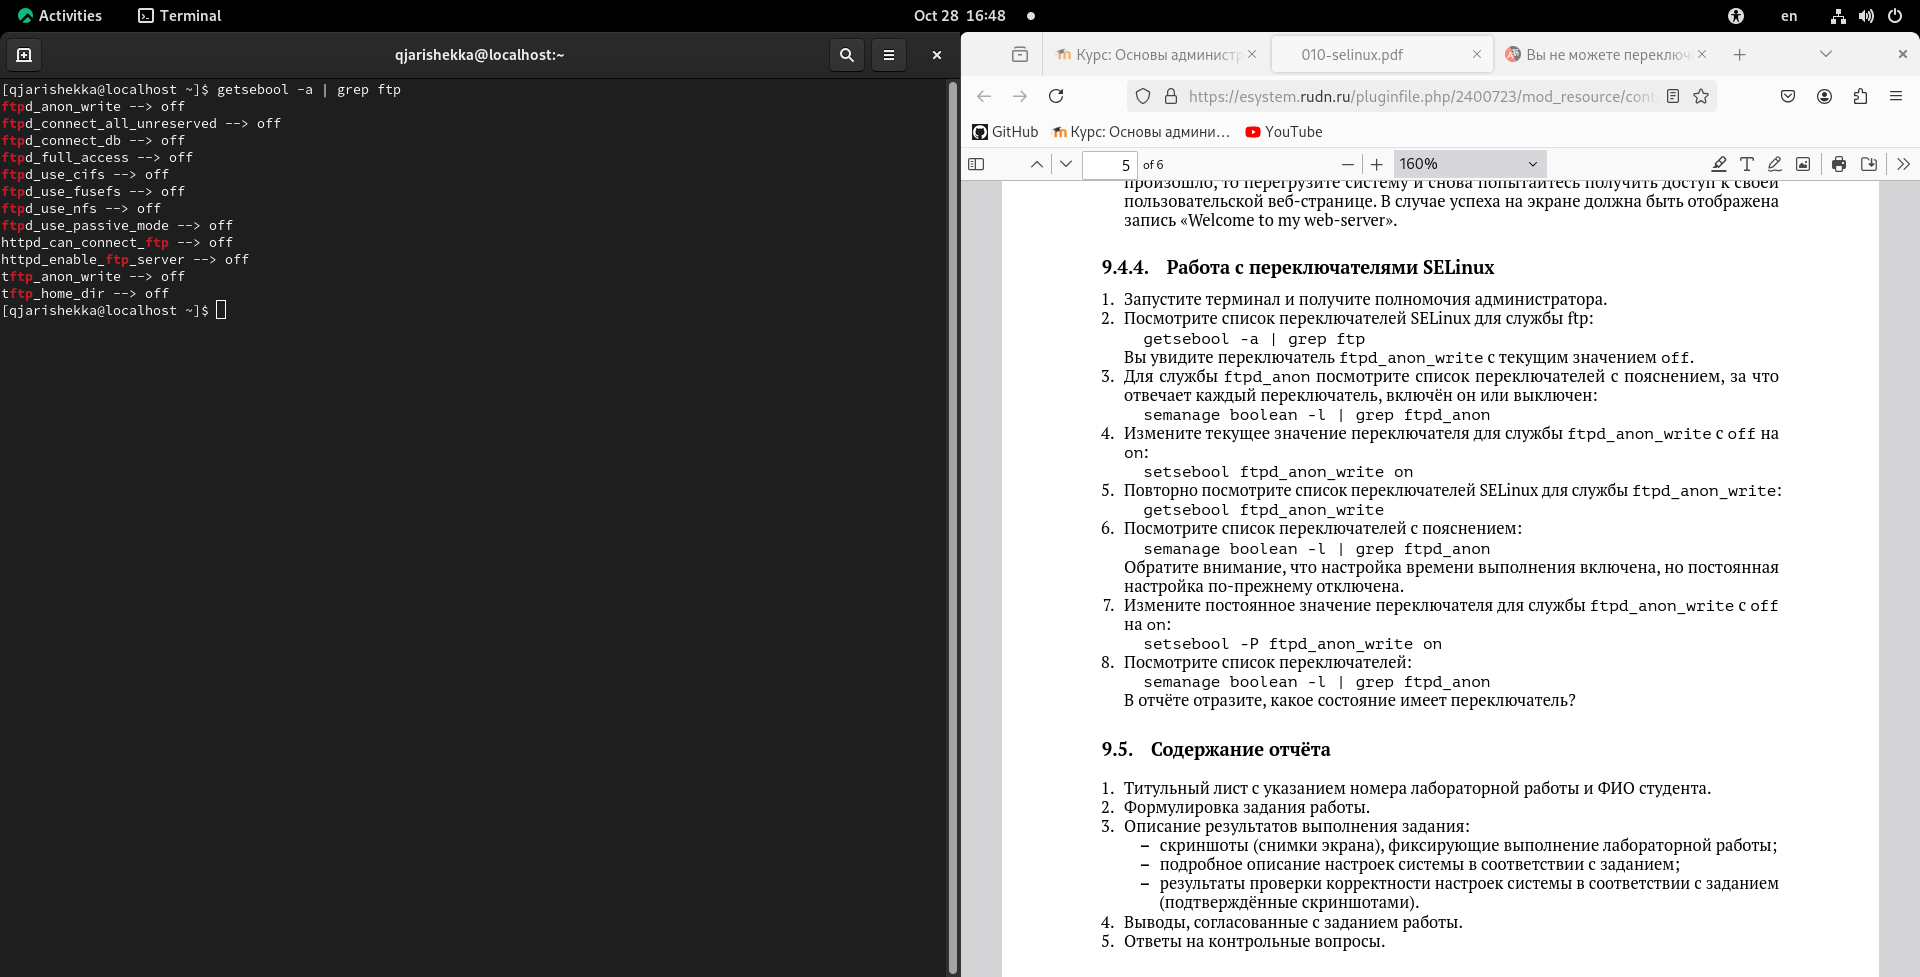 Activities
Terminal
Oct 28 16:48
en
qjarishekka@localhost:~
[qjarishekka@localhost ~]$ getsebool -a | grep ftp
ftpd_anon_write --> off
ftpd_connect_all_unreserved --> off
ftpd_connect_db --> off
ftpd_full_access --> off
ftpd_use_cifs --> off
ftpd_use_fusefs --> off
ftpd_use_nfs --> off
ftpd_use_passive_mode --> off
httpd_can_connect_ftp --> off
httpd_enable_ftp_server --> off
tftp_anon_write --> off
tftp_home_dir --> off
[qjarishekka@localhost ~]$
Курс: Основы администр
010-selinux.pdf
Вы не можете переключ
https://esystem.rudn.ru/pluginfile.php/2400723/mod_resource/cont
GitHub
Курс: Основы админи…
YouTube
5 of 6
160%
произошло, то перегрузите систему и снова попытайтесь получить доступ к своей
пользовательской веб-странице. В случае успеха на экране должна быть отображена
запись «Welcome to my web-server».
9.4.4. Работа с переключателями SELinux
1. Запустите терминал и получите полномочия администратора.
2. Посмотрите список переключателей SELinux для службы ftp:
getsebool -a | grep ftp
Вы увидите переключатель ftpd_anon_write с текущим значением off.
3. Для службы ftpd_anon посмотрите список переключателей с пояснением, за что
отвечает каждый переключатель, включён он или выключен:
semanage boolean -l | grep ftpd_anon
4. Измените текущее значение переключателя для службы ftpd_anon_write с off на
on:
setsebool ftpd_anon_write on
5. Повторно посмотрите список переключателей SELinux для службы ftpd_anon_write:
getsebool ftpd_anon_write
6. Посмотрите список переключателей с пояснением:
semanage boolean -l | grep ftpd_anon
Обратите внимание, что настройка времени выполнения включена, но постоянная
настройка по-прежнему отключена.
7. Измените постоянное значение переключателя для службы ftpd_anon_write с off
на on:
setsebool -P ftpd_anon_write on
8. Посмотрите список переключателей:
semanage boolean -l | grep ftpd_anon
В отчёте отразите, какое состояние имеет переключатель?
9.5. Содержание отчёта
1. Титульный лист с указанием номера лабораторной работы и ФИО студента.
2. Формулировка задания работы.
3. Описание результатов выполнения задания:
– скриншоты (снимки экрана), фиксирующие выполнение лабораторной работы;
– подробное описание настроек системы в соответствии с заданием;
– результаты проверки корректности настроек системы в соответствии с заданием
(подтверждённые скриншотами).
4. Выводы, согласованные с заданием работы.
5. Ответы на контрольные вопросы.